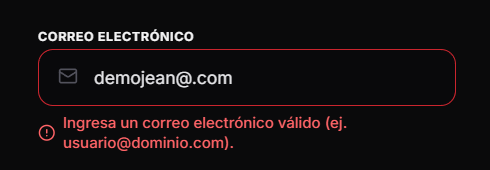 CORREO ELECTRÓNICO
demojean@.com
Ingresa un correo electrónico válido (ej.
usuario@dominio.com).